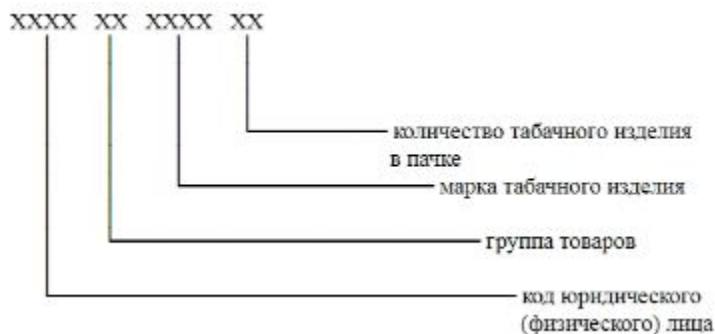 XXXX XX XXXX XX
количество табачного изделия
в пачке
марка табачного изделия
группа товаров
код юридического
(физического) лица